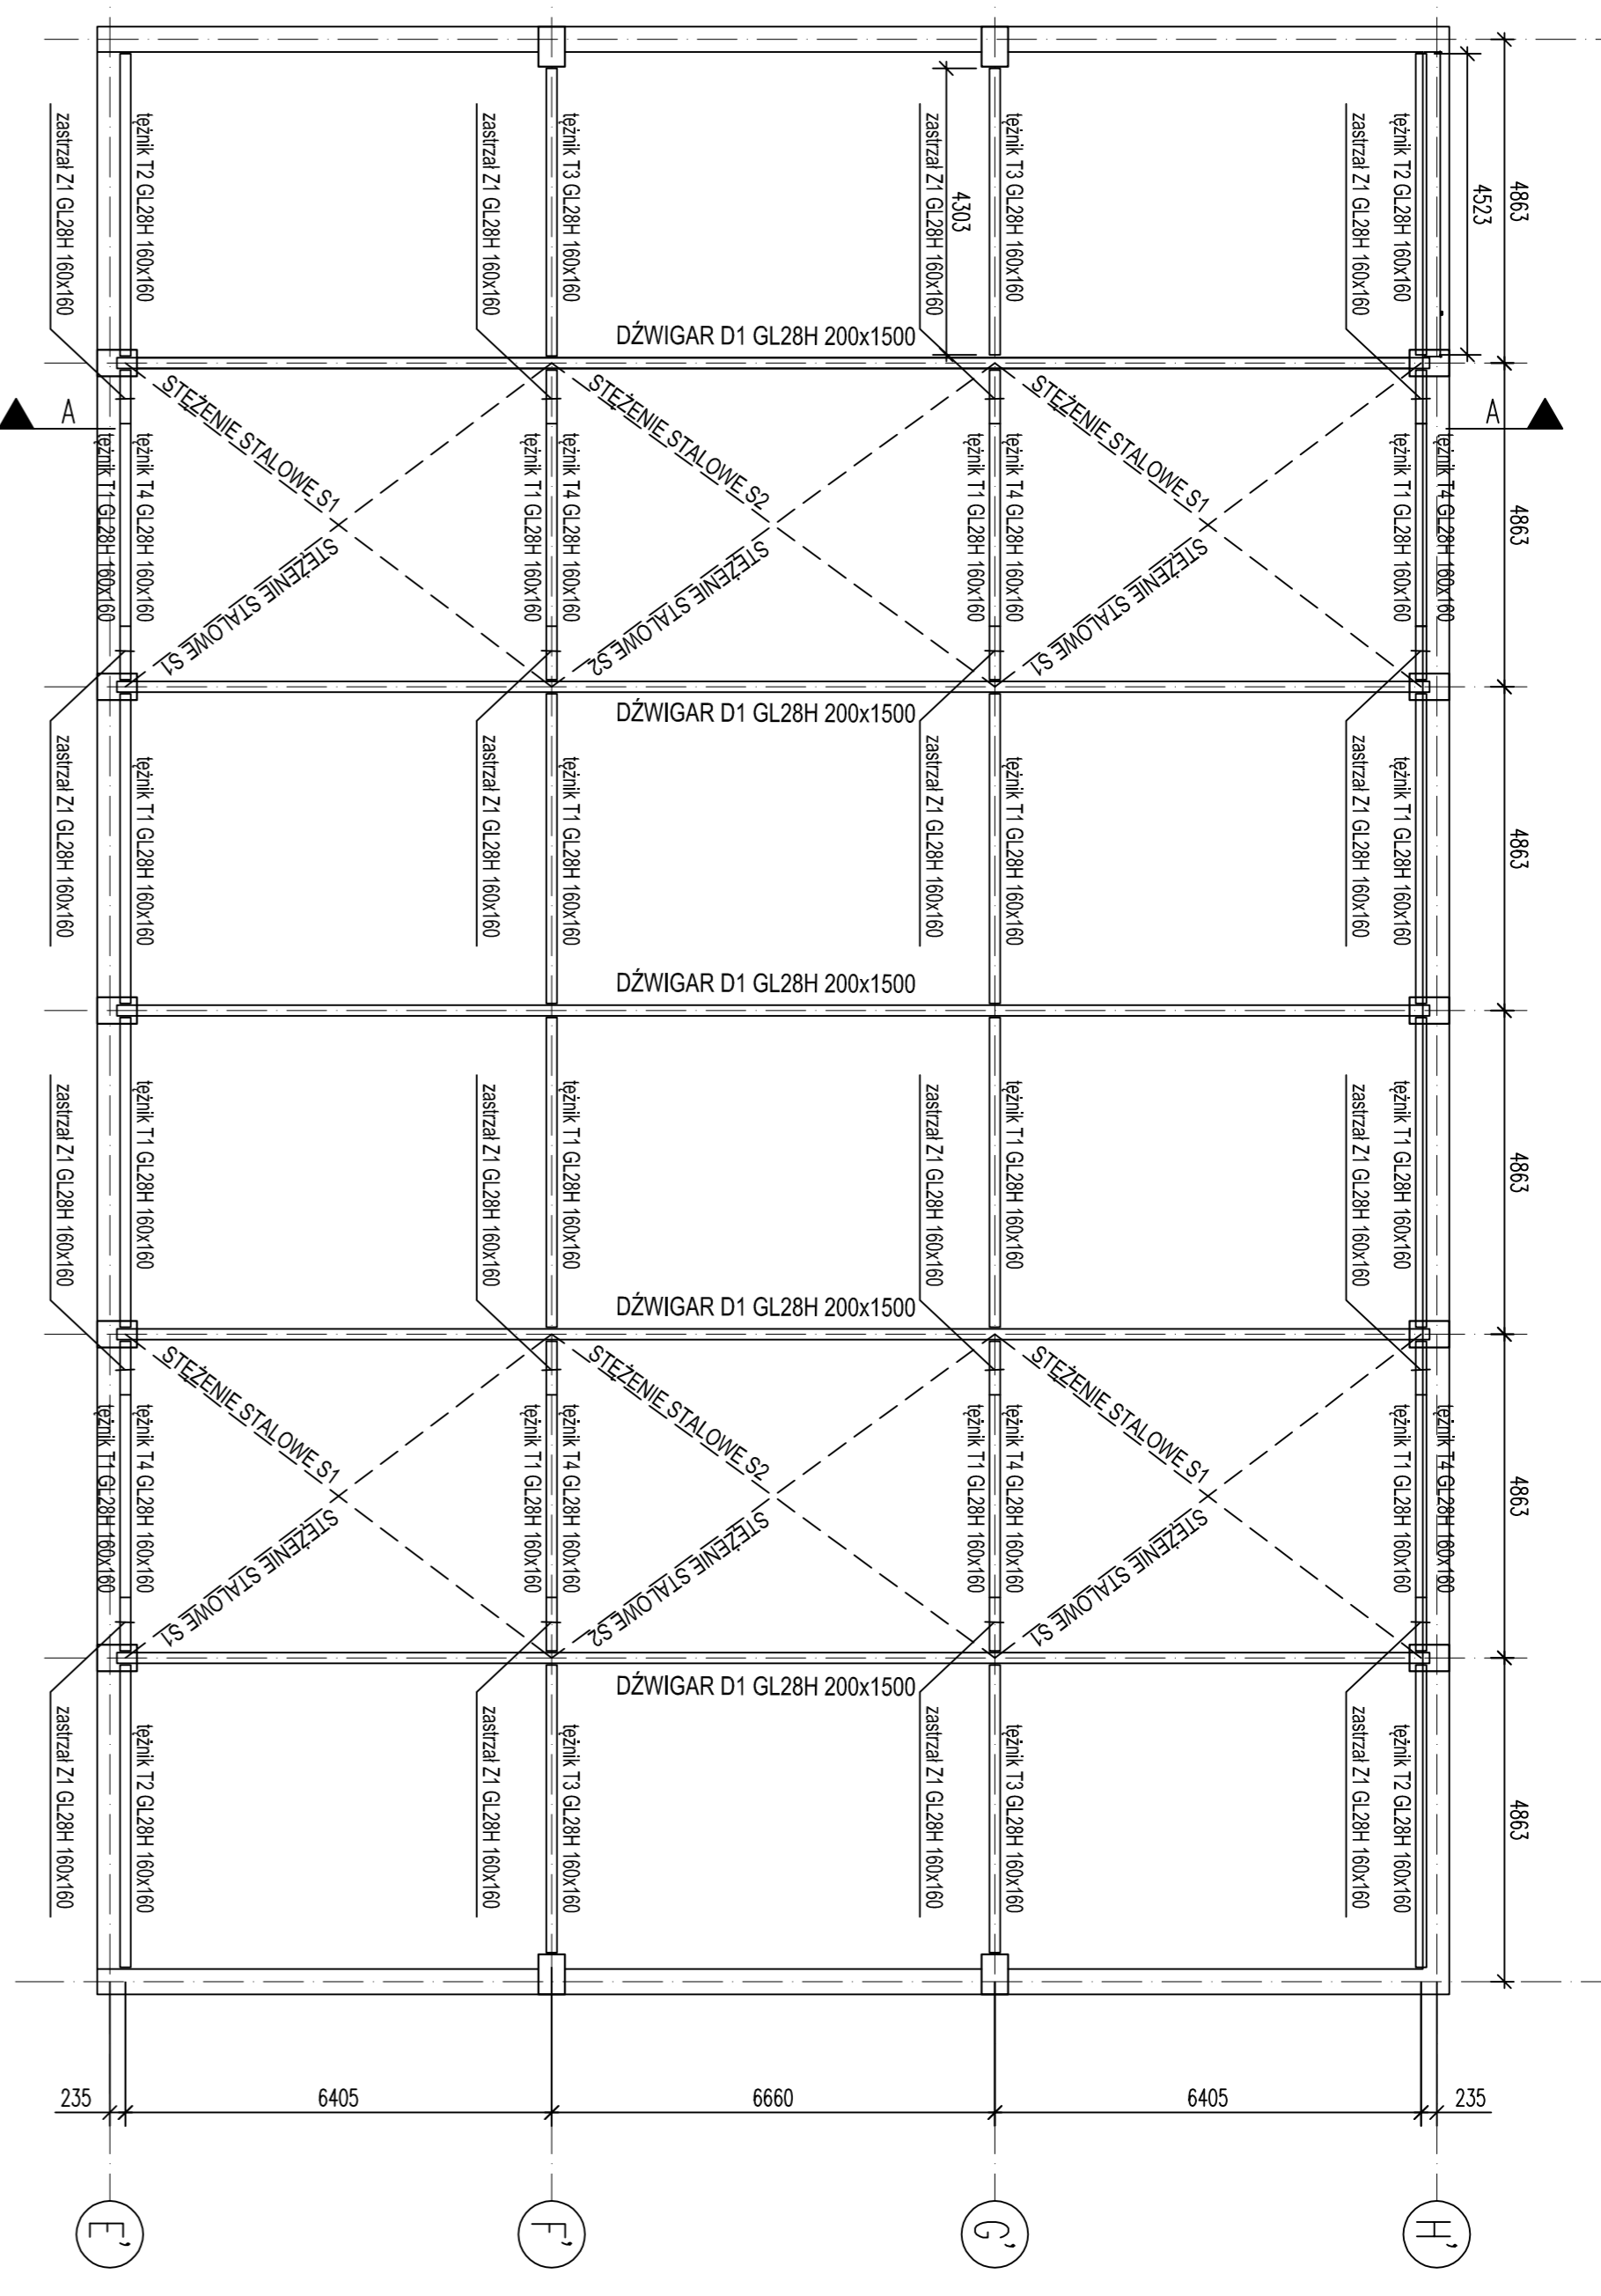 4863
4523
tężnik T2 GL28H 160x160
zastrzał Z1 GL28H 160x160
tężnik T3 GL28H 160x160
zastrzał Z1 GL28H 160x160
4303
tężnik T3 GL28H 160x160
zastrzał Z1 GL28H 160x160
tężnik T2 GL28H 160x160
zastrzał Z1 GL28H 160x160
DŹWIGAR D1 GL28H 200x1500
A
A
4863
STĘŻENIE STALOWE S1
STĘŻENIE STALOWE S2
STĘŻENIE STALOWE S1
tężnik T1 GL28H 160x160
tężnik T4 GL28H 160x160
tężnik T1 GL28H 160x160
tężnik T4 GL28H 160x160
tężnik T1 GL28H 160x160
tężnik T4 GL28H 160x160
tężnik T1 GL28H 160x160
tężnik T4 GL28H 160x160
STĘŻENIE STALOWE S1
STĘŻENIE STALOWE S2
STĘŻENIE STALOWE S1
DŹWIGAR D1 GL28H 200x1500
zastrzał Z1 GL28H 160x160
tężnik T1 GL28H 160x160
zastrzał Z1 GL28H 160x160
tężnik T1 GL28H 160x160
zastrzał Z1 GL28H 160x160
tężnik T1 GL28H 160x160
zastrzał Z1 GL28H 160x160
tężnik T1 GL28H 160x160
4863
DŹWIGAR D1 GL28H 200x1500
zastrzał Z1 GL28H 160x160
tężnik T1 GL28H 160x160
zastrzał Z1 GL28H 160x160
tężnik T1 GL28H 160x160
zastrzał Z1 GL28H 160x160
tężnik T1 GL28H 160x160
zastrzał Z1 GL28H 160x160
tężnik T1 GL28H 160x160
4863
DŹWIGAR D1 GL28H 200x1500
STĘŻENIE STALOWE S1
STĘŻENIE STALOWE S2
STĘŻENIE STALOWE S1
tężnik T1 GL28H 160x160
tężnik T4 GL28H 160x160
tężnik T1 GL28H 160x160
tężnik T4 GL28H 160x160
tężnik T1 GL28H 160x160
tężnik T4 GL28H 160x160
tężnik T1 GL28H 160x160
tężnik T4 GL28H 160x160
4863
STĘŻENIE STALOWE S1
STĘŻENIE STALOWE S2
STĘŻENIE STALOWE S1
DŹWIGAR D1 GL28H 200x1500
zastrzał Z1 GL28H 160x160
tężnik T2 GL28H 160x160
zastrzał Z1 GL28H 160x160
tężnik T3 GL28H 160x160
zastrzał Z1 GL28H 160x160
tężnik T3 GL28H 160x160
zastrzał Z1 GL28H 160x160
tężnik T2 GL28H 160x160
4863
235
6405
6660
6405
235
E'
F'
G'
H'